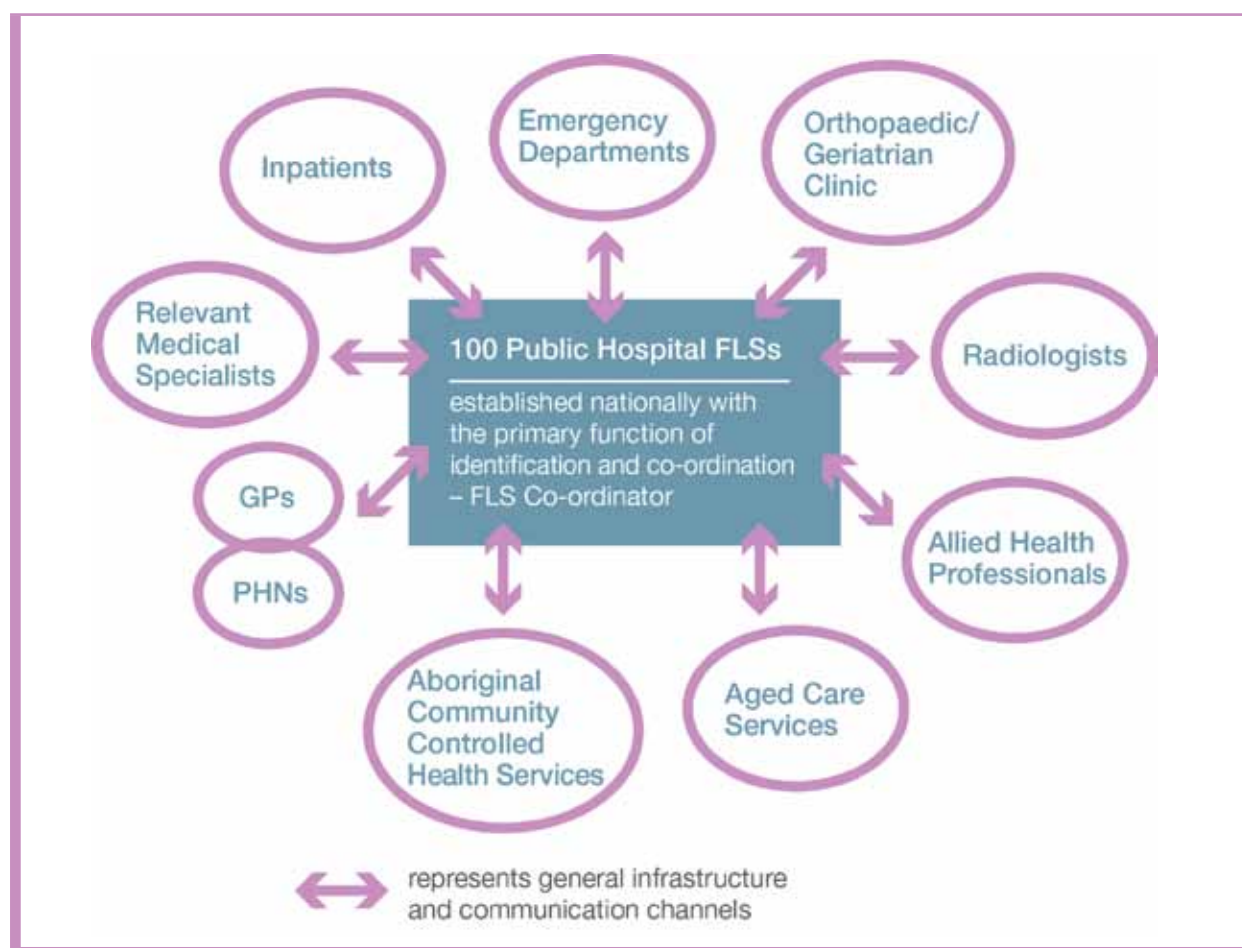 Inpatients
Emergency
Departments
Orthopaedic/
Geriatrian
Clinic
Relevant
Medical
Specialists
100 Public Hospital FLSs
established nationally with
the primary function of
identification and co-ordination
– FLS Co-ordinator
Radiologists
GPs
PHNs
Allied Health
Professionals
Aboriginal
Community
Controlled
Health Services
Aged Care
Services
represents general infrastructure
and communication channels